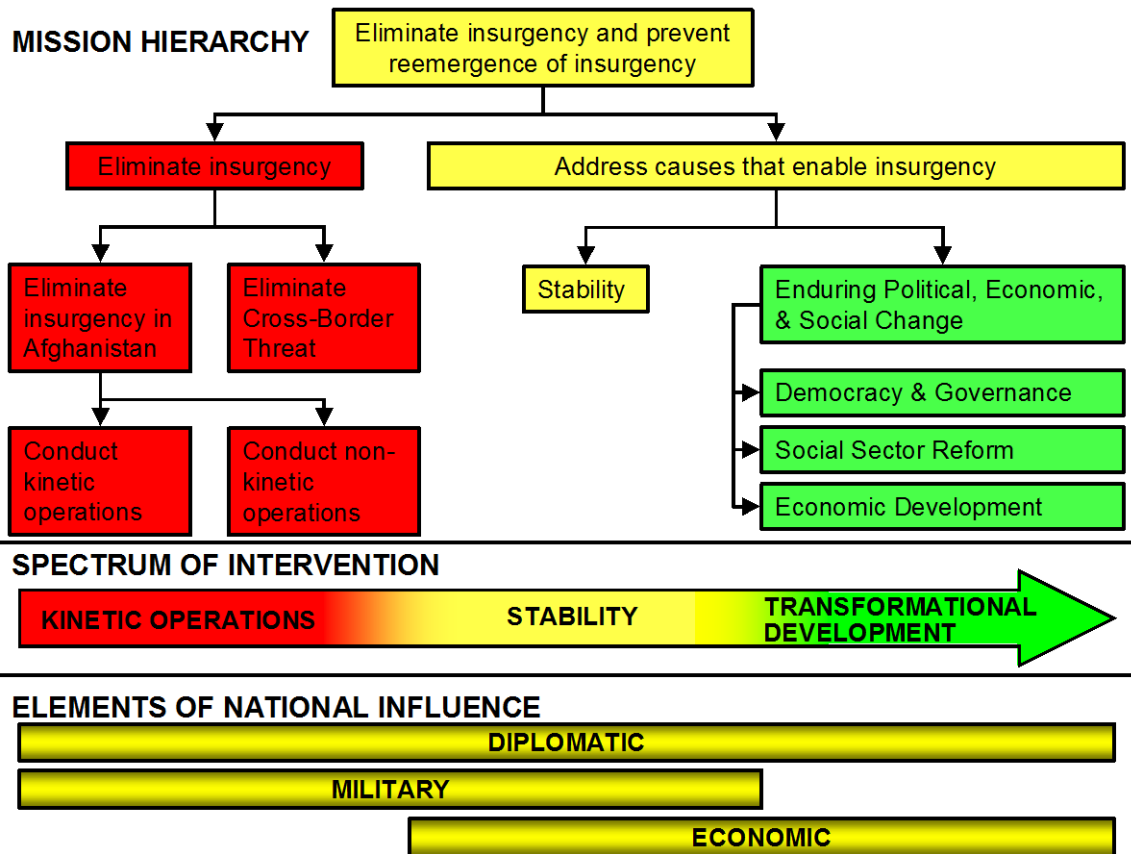 MISSION HIERARCHY
Eliminate insurgency and prevent
reemergence of insurgency
Eliminate insurgency
Address causes that enable insurgency
Eliminate
insurgency in
Afghanistan
Eliminate
Cross-Border
Threat
Stability
Enduring Political, Economic,
& Social Change
Democracy & Governance
Social Sector Reform
Economic Development
Conduct
kinetic
operations
Conduct non-
kinetic
operations
SPECTRUM OF INTERVENTION
KINETIC OPERATIONS
STABILITY
TRANSFORMATIONAL
DEVELOPMENT
ELEMENTS OF NATIONAL INFLUENCE
DIPLOMATIC
MILITARY
ECONOMIC